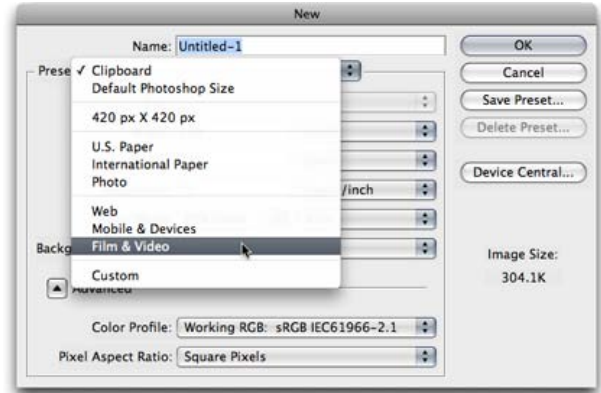 New
Name: Untitled-1
OK
Prese
✓ Clipboard
Cancel
Default Photoshop Size
Save Preset...
420 px X 420 px
Delete Preset...
U.S. Paper
International Paper
Photo
/inch
Device Central...
Web
Mobile & Devices
Backg
Film & Video
Image Size:
304.1K
Custom
Advanced
Color Profile: Working RGB: sRGB IEC61966-2.1
Pixel Aspect Ratio: Square Pixels